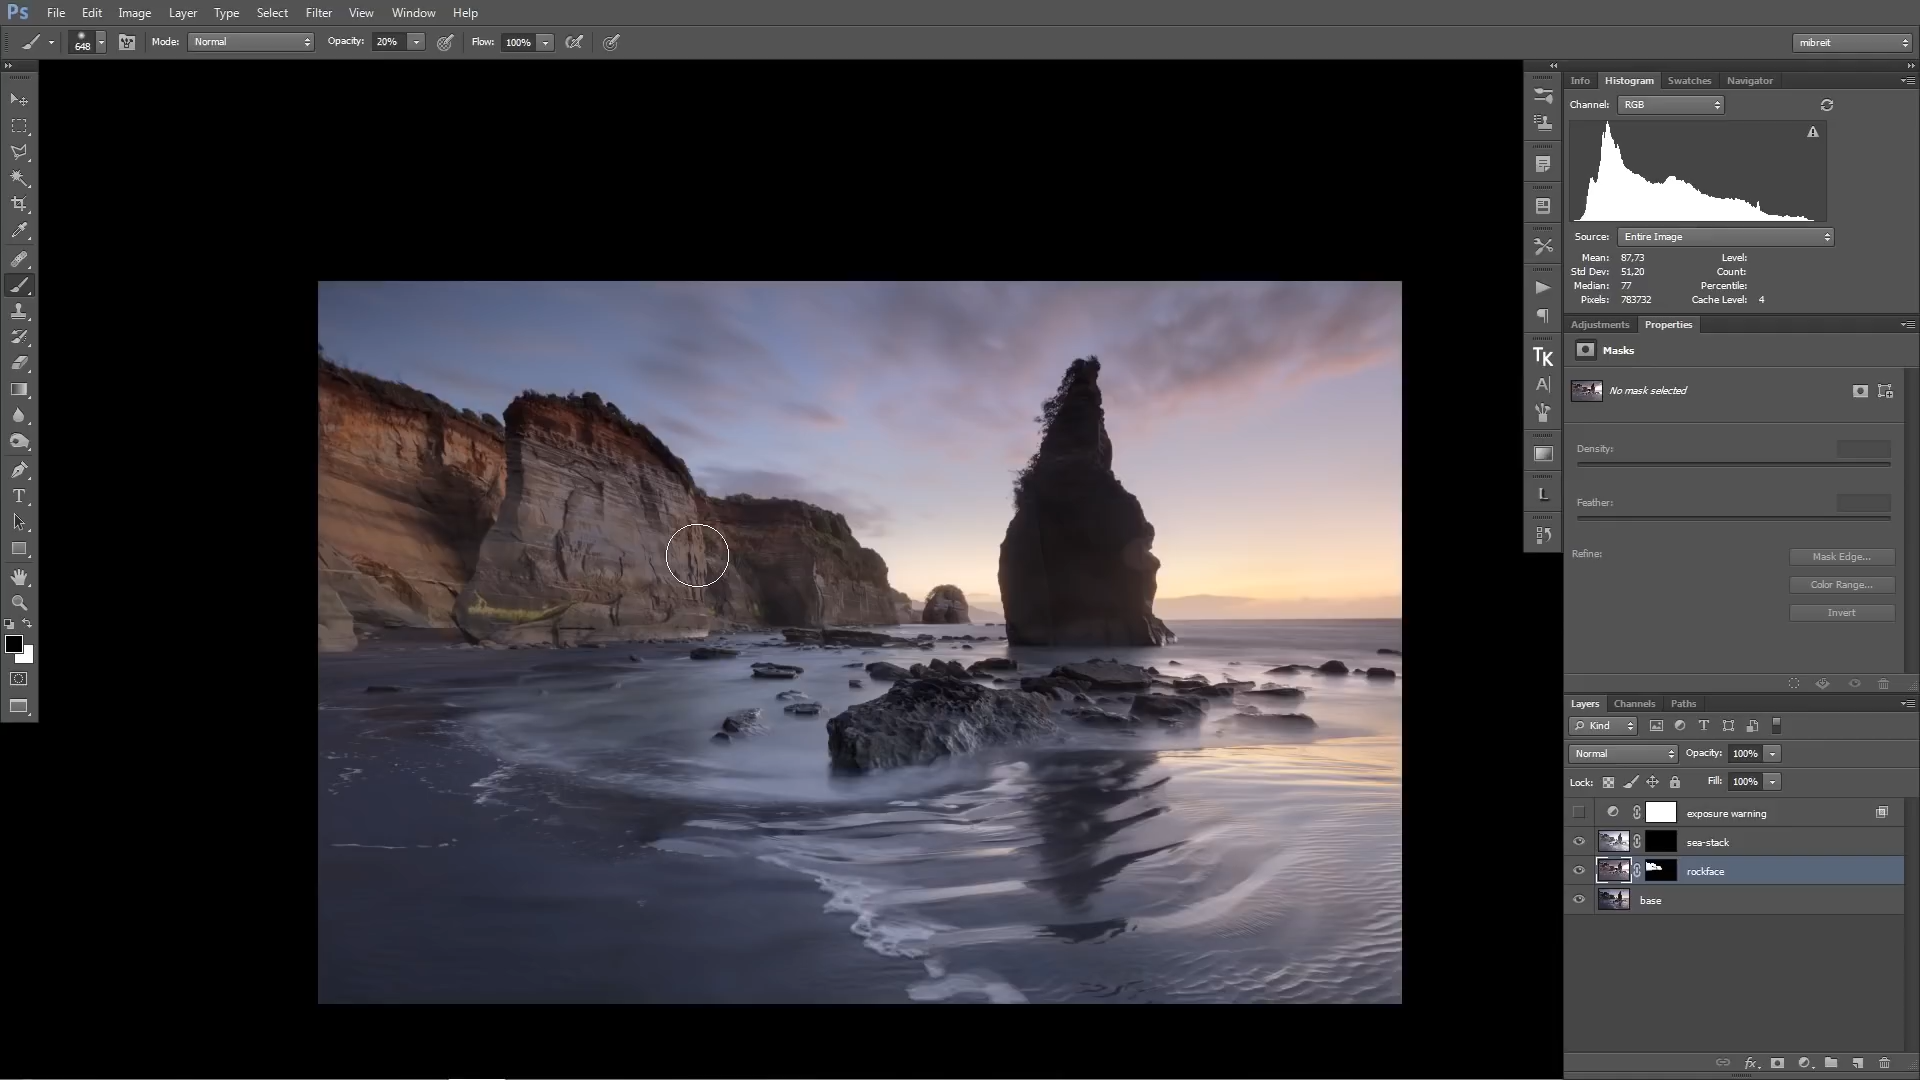 Ps File Edit Image Layer Type Select Filter View Window Help
648 Mode: Normal Opacity: 20% Flow: 100% mibreit
Info Histogram Swatches Navigator
Channel: RGB
Source: Entire Image
Mean: 87,73 Level:
Std Dev: 51,20 Count:
Median: 77 Percentile:
Pixels: 783732 Cache Level: 4
Adjustments Properties
Masks
TK
No mask selected
A
Density:
L
Feather:
T
Refine: Mask Edge...
Color Range...
Invert
Layers Channels Paths
Kind T
Normal Opacity: 100%
Lock: Fill: 100%
exposure warning
sea-stack
rockface
base
fx